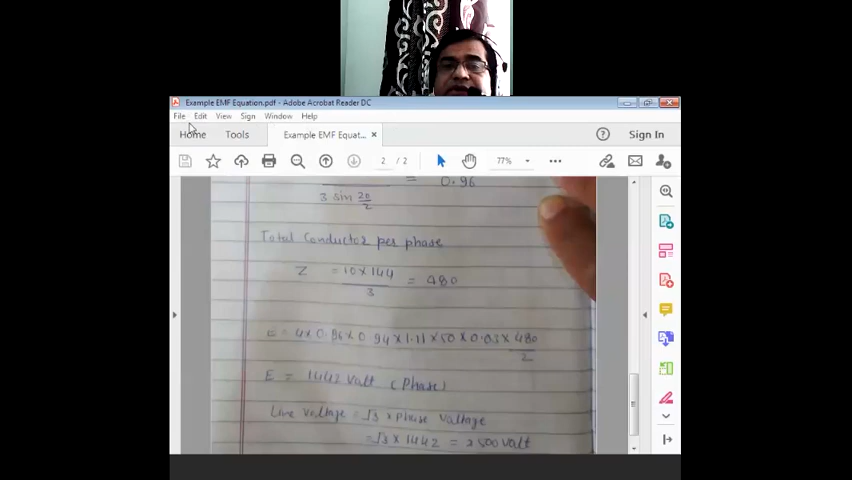 Example EMF Equation.pdf - Adobe Acrobat Reader DC
File Edit View Sign Window Help
Home Tools Example EMF Equat... × ? Sign In
2 / 2 77%
= 0.96
3 sin 20/2
Total Conductor per phase
Z = 10 × 144 / 3 = 480
E = 4 × 0.96 × 0.94 × 1.11 × 50 × 0.03 × 480 / 2
E = 1442 Volt (Phase)
Line Voltage = √3 × Phase Voltage
= √3 × 1442 = 2500 Volt